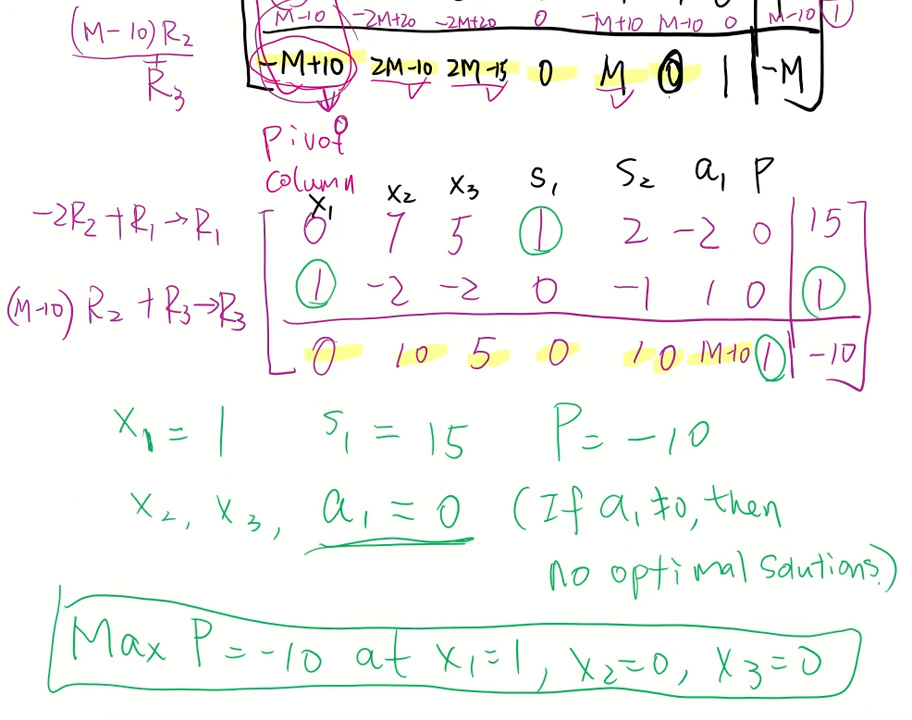 M-10 -2M+20 -2M+20 0 -M+10 M-10 0 | M-10 ①
(M-10) R₂ + R₃
-M+10 2M-10 2M-15 0 M 0 1 | -M
Pivot
column
x₁ x₂ x₃ s₁ s₂ a₁ P
-2R₂ + R₁ → R₁ 0 7 5 ① 2 -2 0 | 15
(M-10) R₂ + R₃ → R₃ ① -2 -2 0 -1 1 0 | ①
0 10 5 0 10 M-10 ① | -10
x₁ = 1 s₁ = 15 P = -10
x₂, x₃, a₁ = 0 (If a₁ ≠ 0, then
no optimal solutions)
Max P = -10 at x₁=1, x₂=0, x₃=0